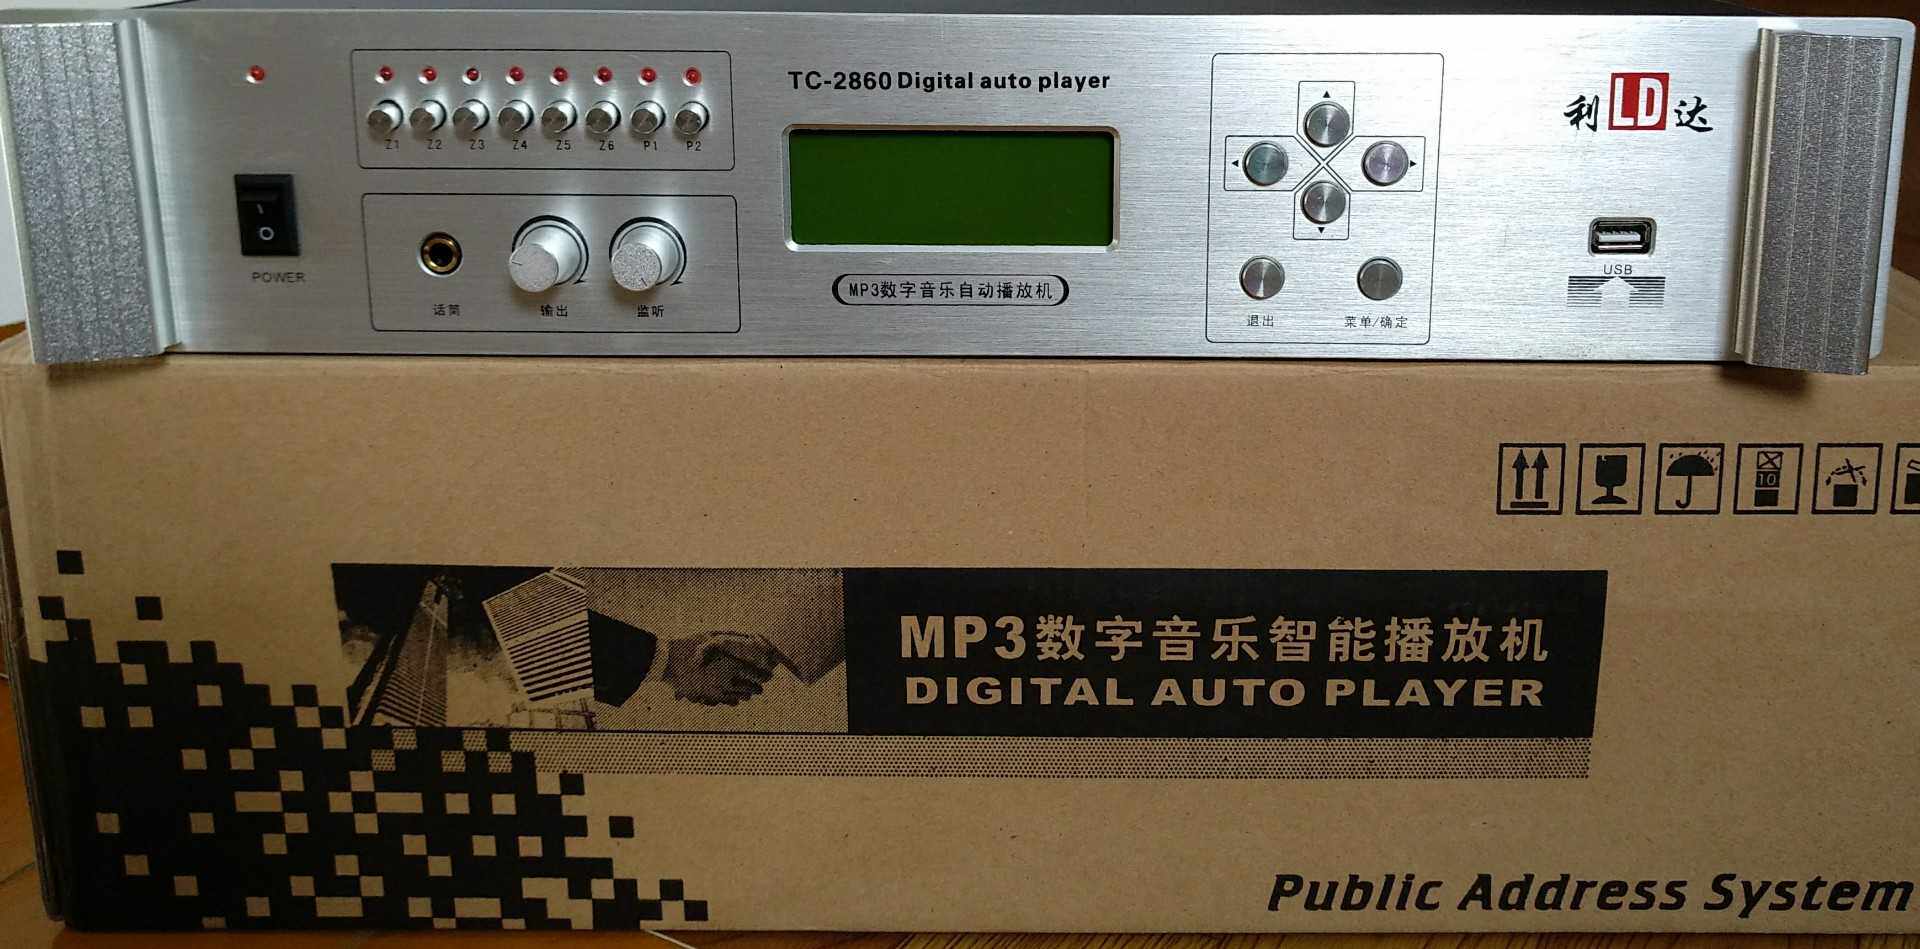 TC-2860 Digital auto player
利 LD 达
Z1 Z2 Z3 Z4 Z5 Z6 P1 P2
POWER
USB
MP3数字音乐自动播放机
话筒 输出 监听
退出 菜单/确定
10
MP3数字音乐智能播放机
DIGITAL AUTO PLAYER
Public Address System